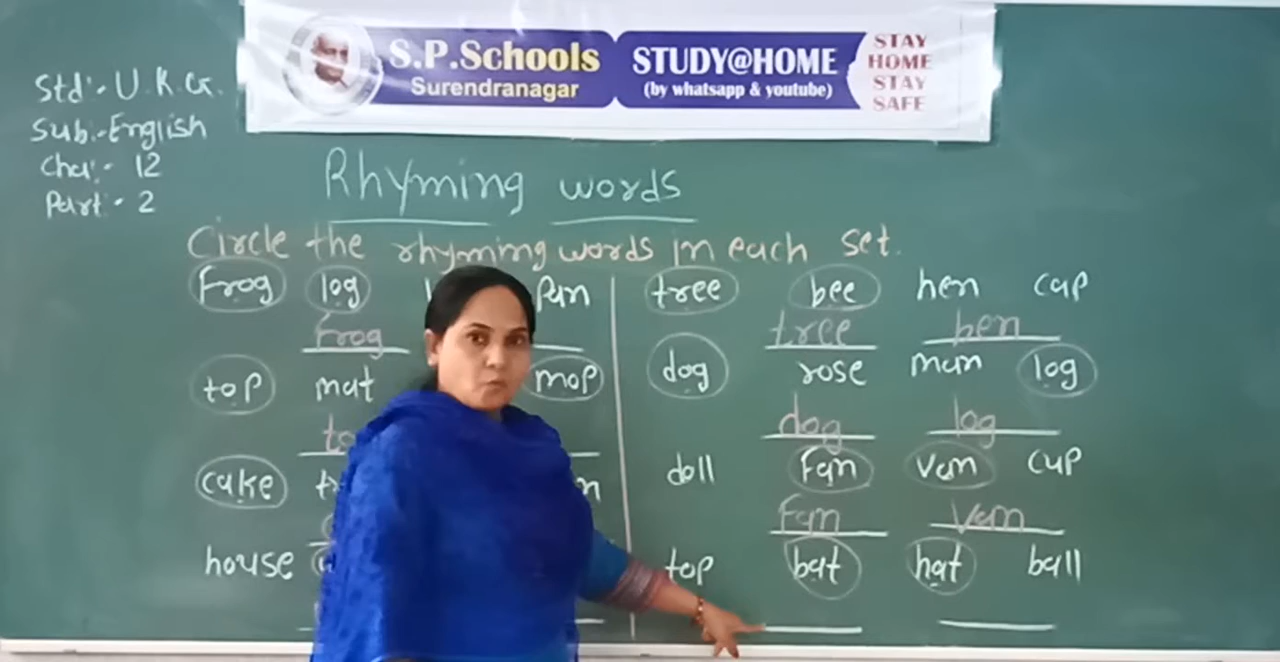 S.P.Schools
Surendranagar
STUDY@HOME
(by whatsapp & youtube)
STAY
HOME
STAY
SAFE
Std:- U.K.G.
Sub:- English
Cha:- 12
Part - 2
Rhyming words
Circle the rhyming words in each set.
Frog log Pan
Frog
top mat mop
cake
house
tree bee hen cap
tree hen
dog rose man log
dog log
doll Fan Van cup
Fan Van
top bat hat ball